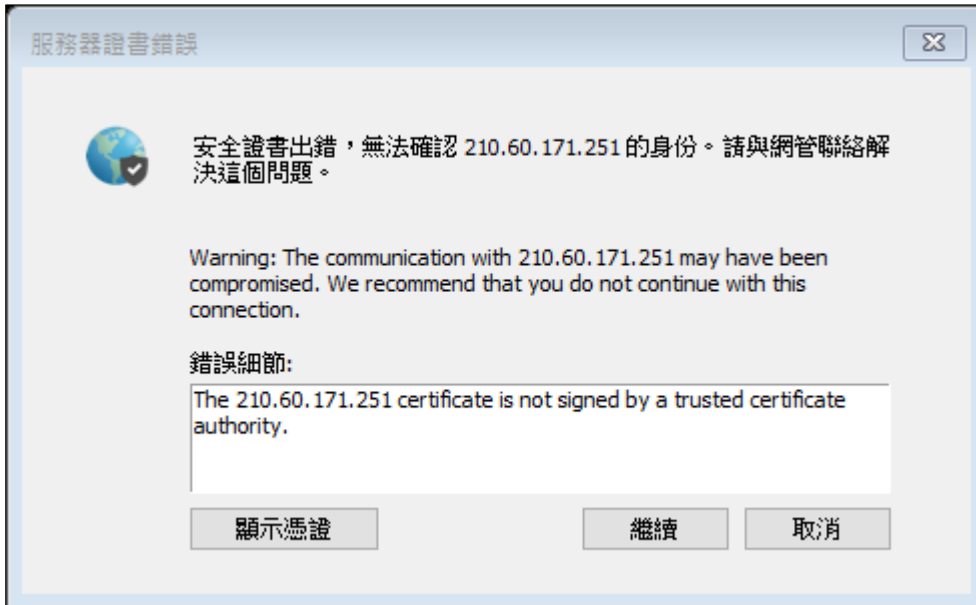 服務器證書錯誤
安全證書出錯，無法確認 210.60.171.251 的身份。請與網管聯絡解
決這個問題。
Warning: The communication with 210.60.171.251 may have been
compromised. We recommend that you do not continue with this
connection.
錯誤細節:
The 210.60.171.251 certificate is not signed by a trusted certificate
authority.
顯示憑證
繼續
取消